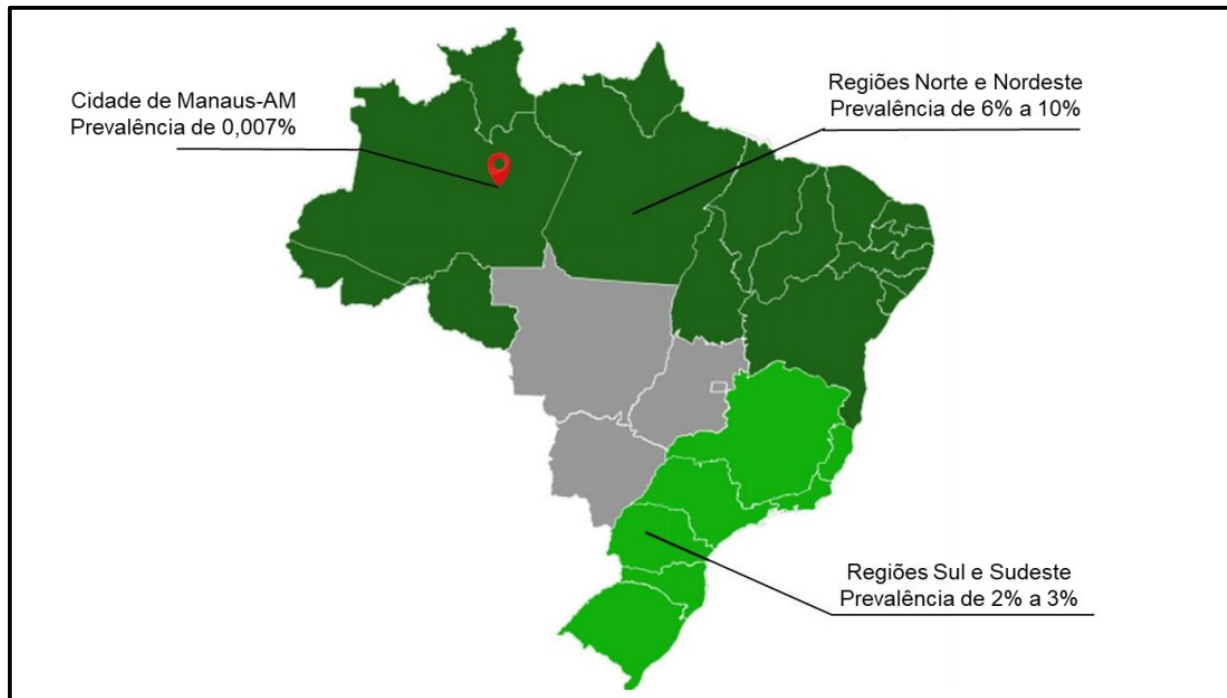 Cidade de Manaus-AM
Prevalência de 0,007%
Regiões Norte e Nordeste
Prevalência de 6% a 10%
Regiões Sul e Sudeste
Prevalência de 2% a 3%